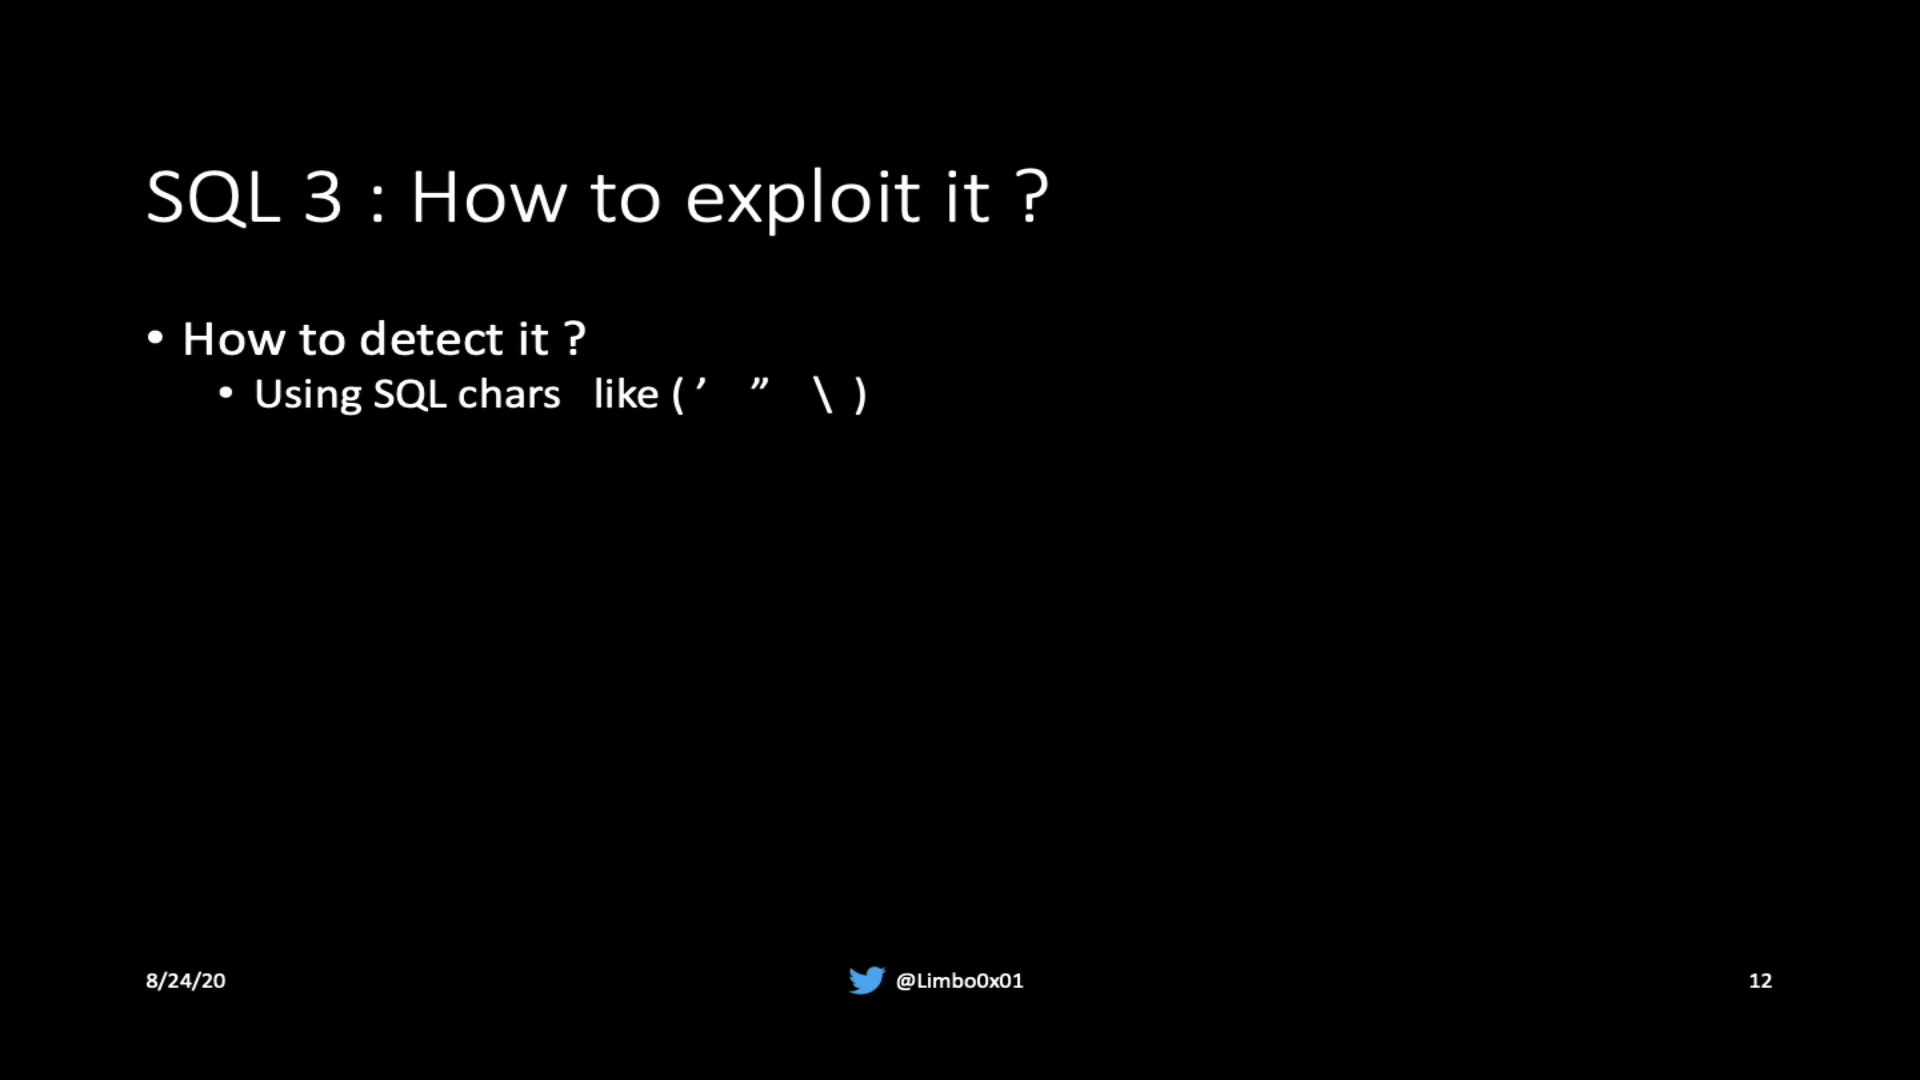 SQL 3 : How to exploit it ?
• How to detect it ?
• Using SQL chars like ( ’ ” \ )
8/24/20
@Limbo0x01
12